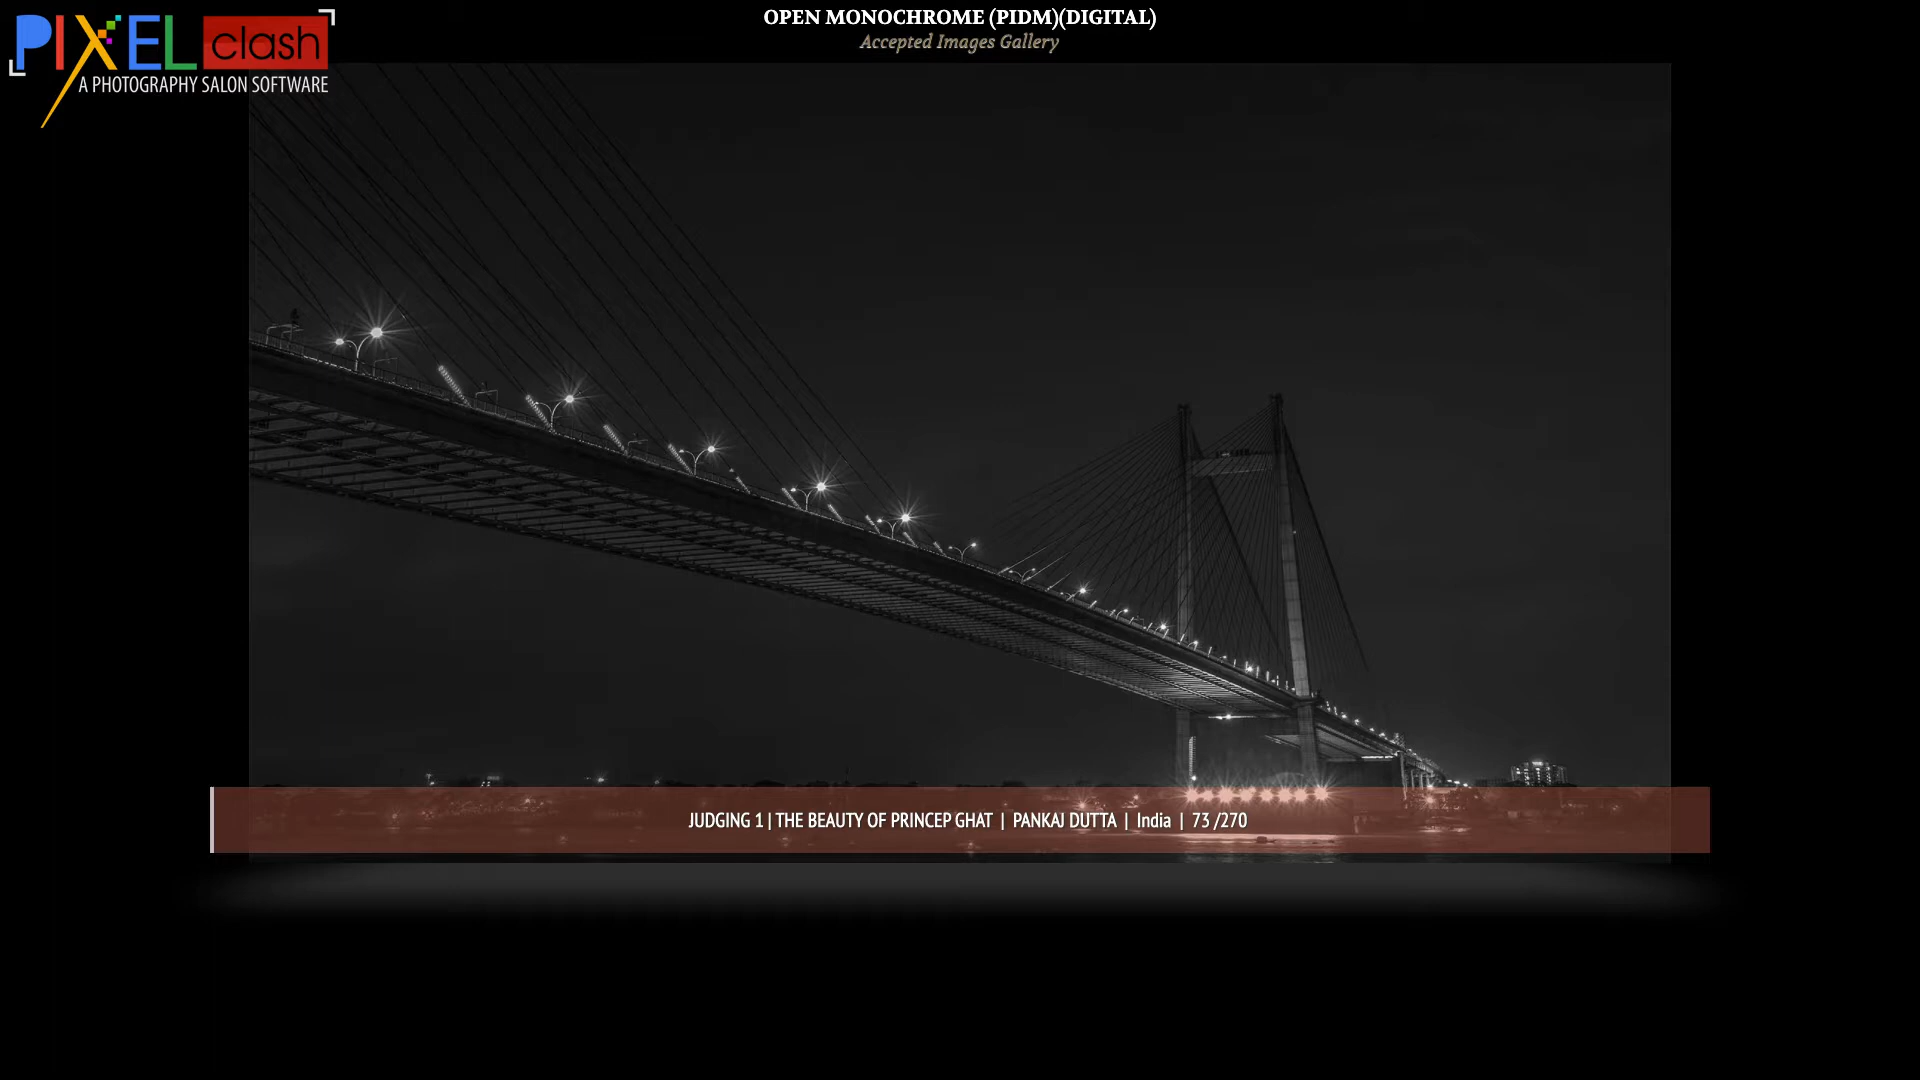 PIXEL clash
A PHOTOGRAPHY SALON SOFTWARE
OPEN MONOCHROME (PIDM)(DIGITAL)
Accepted Images Gallery
JUDGING 1 | THE BEAUTY OF PRINCEP GHAT | PANKAJ DUTTA | India | 73 /270